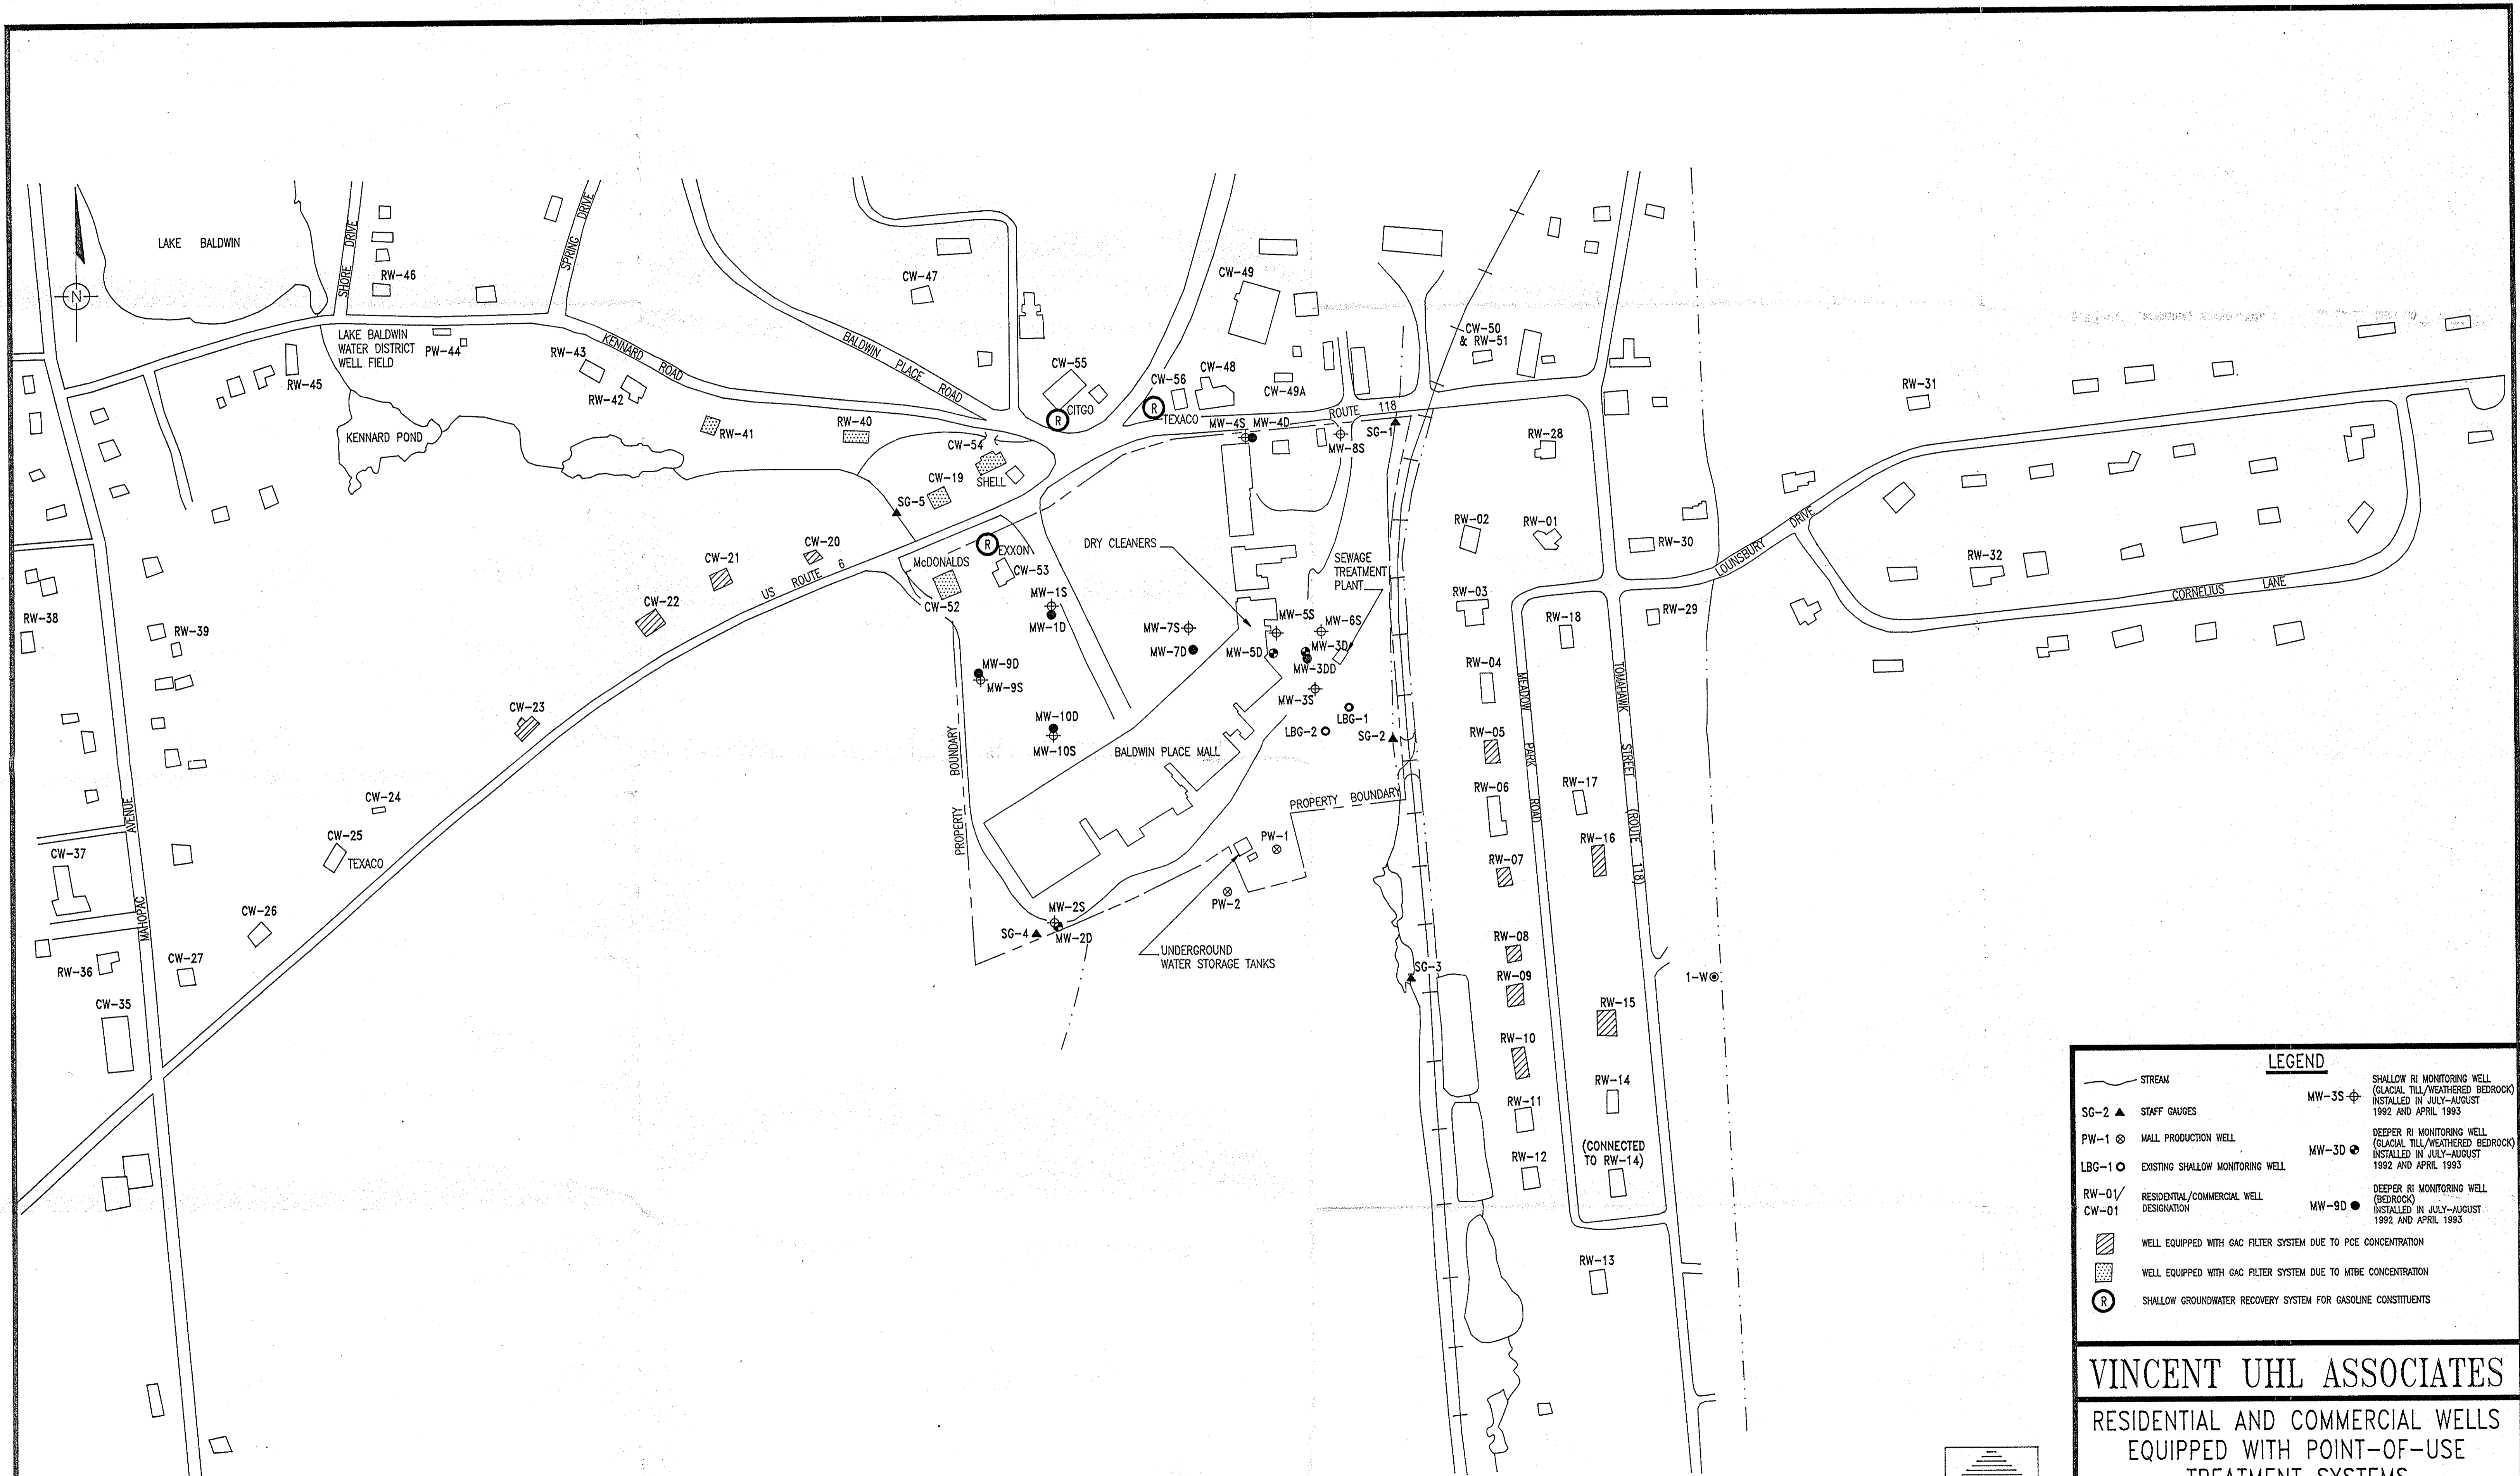 LAKE BALDWIN
N
SHORE DRIVE
SPRING DRIVE
RW-46
LAKE BALDWIN
WATER DISTRICT
WELL FIELD
PW-44
RW-45
RW-43
RW-42
KENNARD ROAD
KENNARD POND
RW-41
RW-40
BALDWIN PLACE ROAD
CW-47
CW-55
R
CITGO
CW-54
SHELL
CW-19
SG-5
CW-49
CW-56
R
TEXACO
CW-48
CW-49A
ROUTE 118
MW-4S
MW-4D
MW-8S
SG-1
CW-50
& RW-51
RW-28
RW-31
RW-02
RW-01
RW-30
RW-32
LOUNSBURY DRIVE
CORNELIUS LANE
RW-29
RW-18
RW-03
RW-04
RW-05
RW-06
RW-07
RW-08
RW-09
RW-10
RW-11
RW-12
RW-13
RW-17
RW-16
RW-15
RW-14
(CONNECTED
TO RW-14)
MEADOW PARK ROAD
TOMAHAWK STREET (ROUTE 118)
1-W
CW-20
CW-21
CW-22
CW-23
CW-24
CW-25
TEXACO
CW-26
CW-27
US ROUTE 6
R
EXXON
McDONALDS
CW-53
CW-52
DRY CLEANERS
SEWAGE
TREATMENT
PLANT
MW-1S
MW-1D
MW-7S
MW-7D
MW-5S
MW-5D
MW-6S
MW-3D
MW-3DD
MW-3S
MW-9D
MW-9S
MW-10D
MW-10S
LBG-1
LBG-2
SG-2
BALDWIN PLACE MALL
PROPERTY BOUNDARY
PROPERTY BOUNDARY
PW-1
PW-2
MW-2S
MW-2D
SG-4
SG-3
UNDERGROUND
WATER STORAGE TANKS
RW-38
RW-39
CW-37
RW-36
CW-35
MAHOPAC AVENUE
LEGEND
STREAM
SG-2 STAFF GAUGES
PW-1 MALL PRODUCTION WELL
LBG-1 EXISTING SHALLOW MONITORING WELL
RW-01/
CW-01
RESIDENTIAL/COMMERCIAL WELL
DESIGNATION
MW-3S
SHALLOW RI MONITORING WELL
(GLACIAL TILL/WEATHERED BEDROCK)
INSTALLED IN JULY-AUGUST
1992 AND APRIL 1993
MW-3D
DEEPER RI MONITORING WELL
(GLACIAL TILL/WEATHERED BEDROCK)
INSTALLED IN JULY-AUGUST
1992 AND APRIL 1993
MW-9D
DEEPER RI MONITORING WELL
(BEDROCK)
INSTALLED IN JULY-AUGUST
1992 AND APRIL 1993
WELL EQUIPPED WITH GAC FILTER SYSTEM DUE TO PCE CONCENTRATION
WELL EQUIPPED WITH GAC FILTER SYSTEM DUE TO MTBE CONCENTRATION
R SHALLOW GROUNDWATER RECOVERY SYSTEM FOR GASOLINE CONSTITUENTS
VINCENT UHL ASSOCIATES
RESIDENTIAL AND COMMERCIAL WELLS
EQUIPPED WITH POINT-OF-USE
TREATMENT SYSTEMS